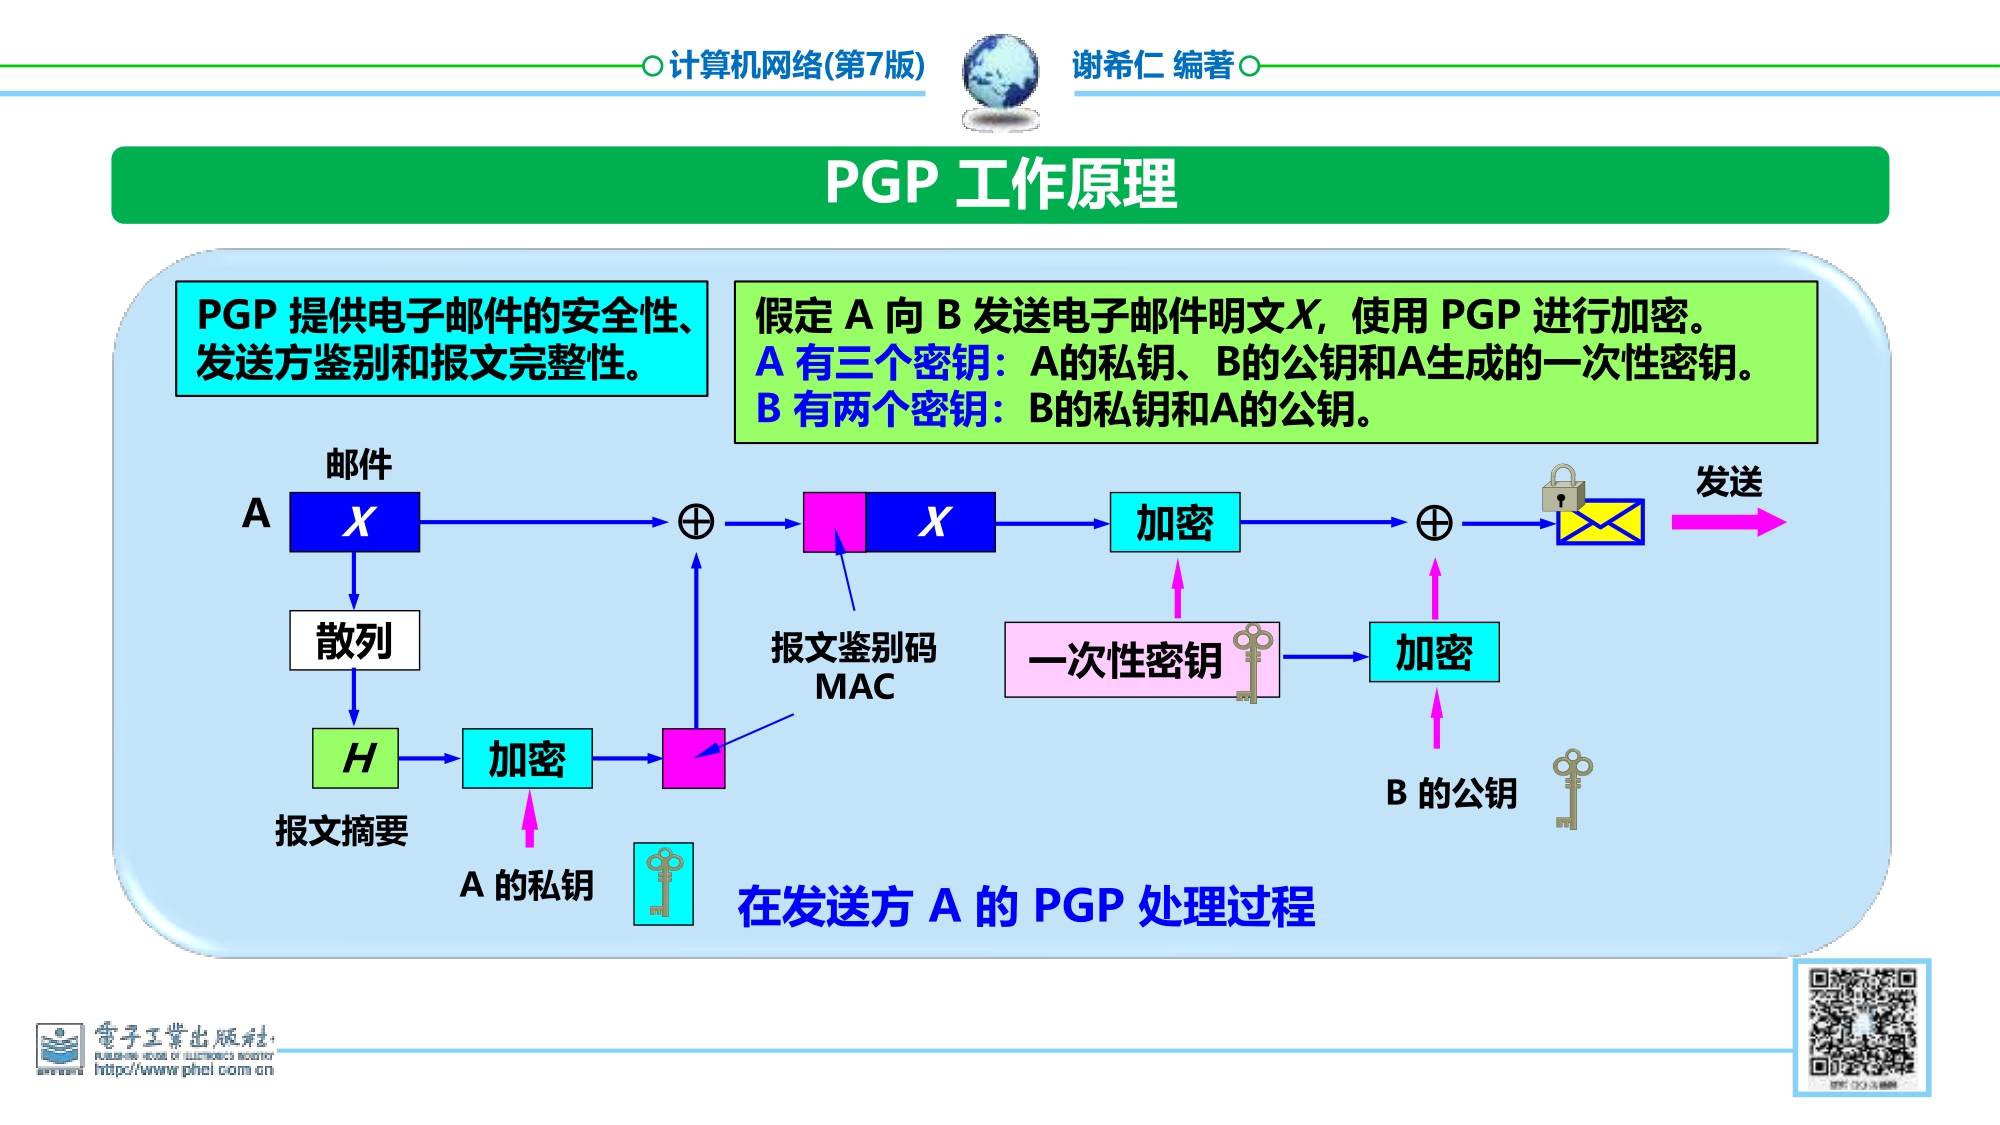 计算机网络(第7版)
谢希仁 编著
PGP 工作原理
PGP 提供电子邮件的安全性、
发送方鉴别和报文完整性。
假定 A 向 B 发送电子邮件明文X，使用 PGP 进行加密。
A 有三个密钥：A的私钥、B的公钥和A生成的一次性密钥。
B 有两个密钥：B的私钥和A的公钥。
邮件
A
X
X
加密
发送
散列
报文鉴别码
MAC
一次性密钥
加密
H
加密
B 的公钥
报文摘要
A 的私钥
在发送方 A 的 PGP 处理过程
電子工業出版社
PUBLISHING HOUSE OF ELECTRONICS INDUSTRY
http://www.phei.com.cn